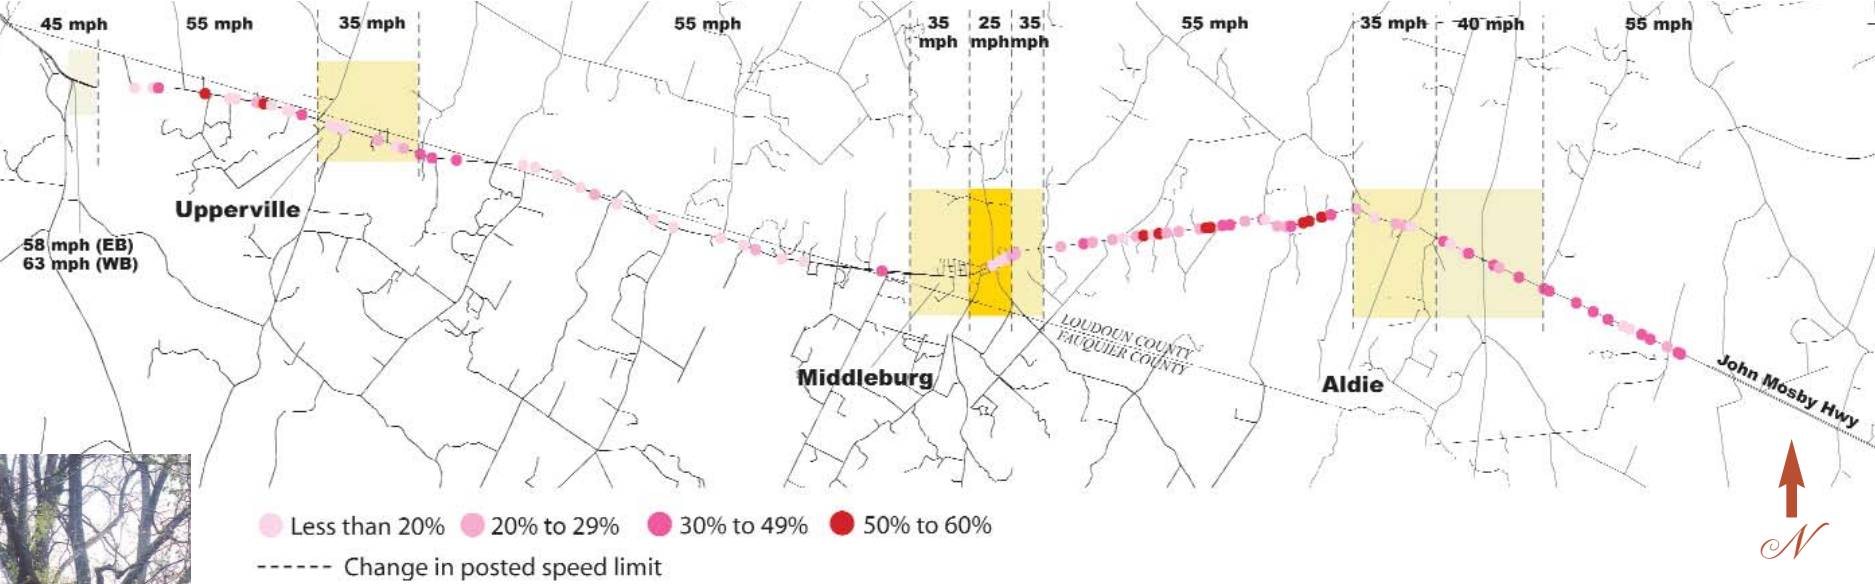 45 mph
55 mph
35 mph
55 mph
35 mph
25 mph
35 mph
55 mph
35 mph
40 mph
55 mph
Upperville
58 mph (EB)
63 mph (WB)
LOUDOUN COUNTY
FAUQUIER COUNTY
Middleburg
Aldie
John Mosby Hwy
Less than 20%
20% to 29%
30% to 49%
50% to 60%
Change in posted speed limit
N